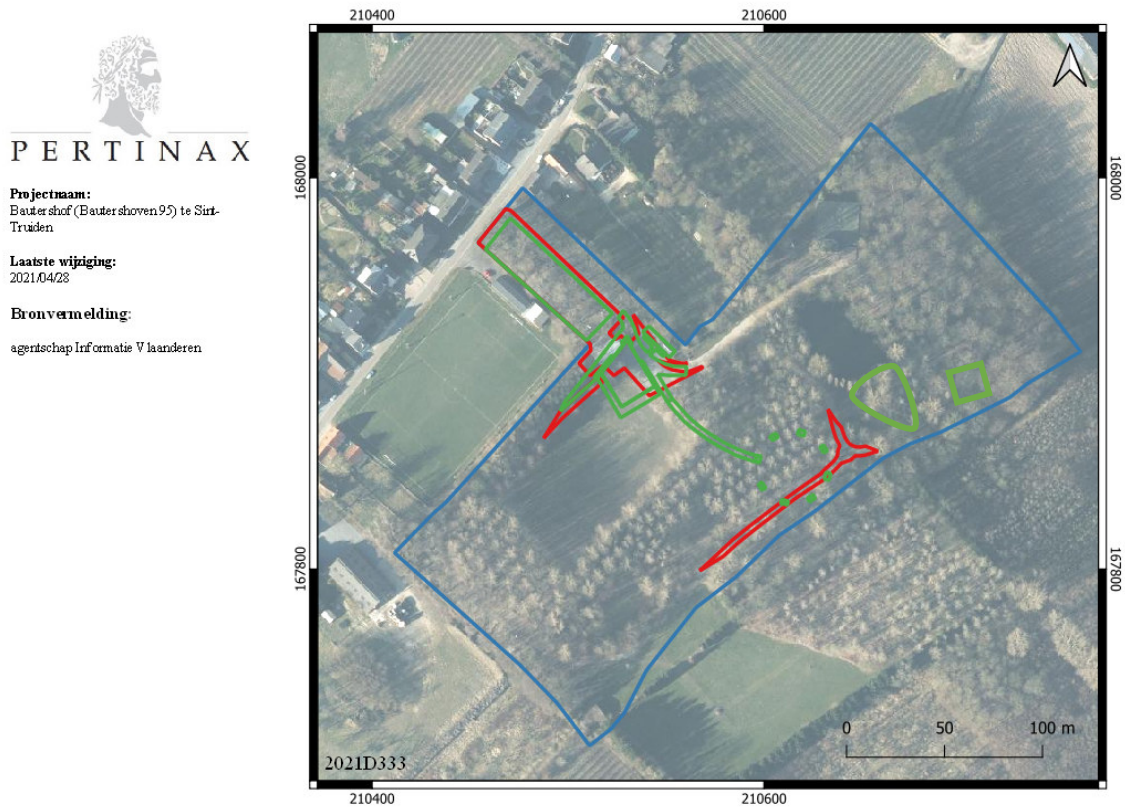 PERTINAX
Projectnaam:
Bautershof (Bautershoven 95) te Sint-
Truiden
Laatste wijziging:
2021/04/28
Bronvermelding:
agentschap Informatie Vlaanderen
210400
210600
168000
168000
167800
167800
0 50 100 m
2021D333
210400
210600